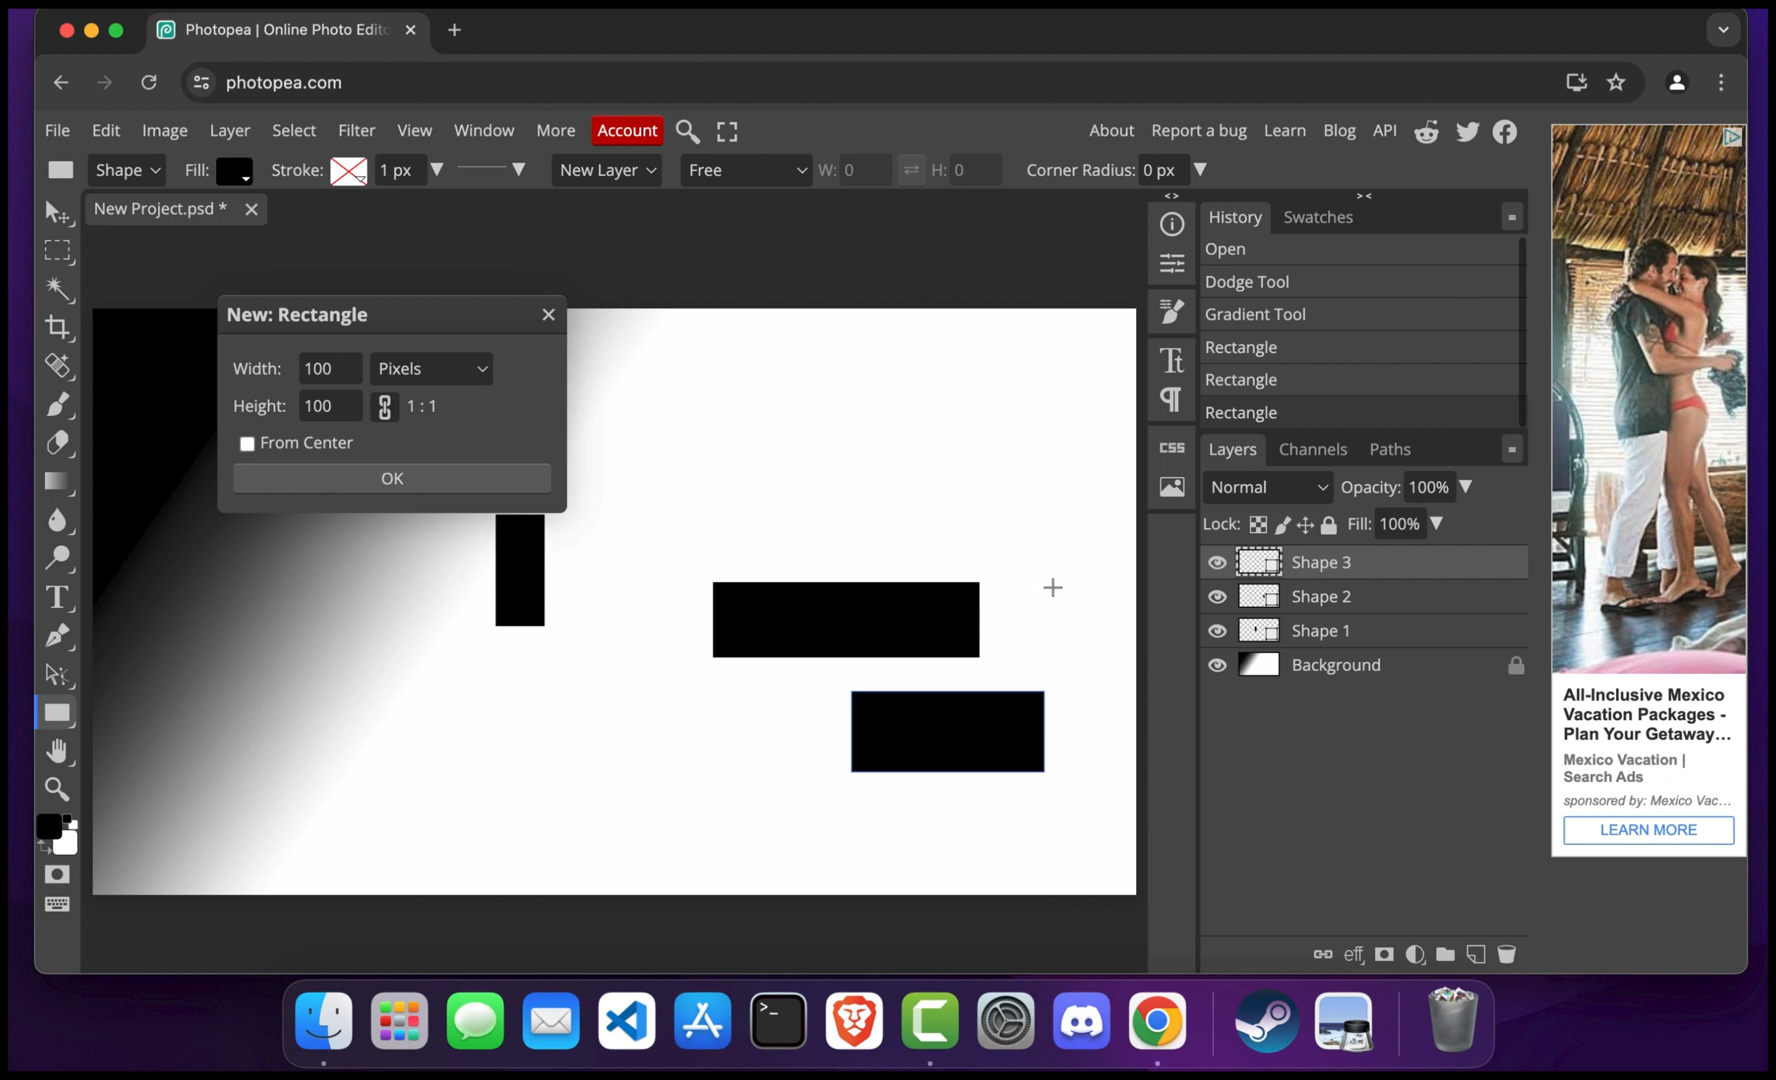 Photopea | Online Photo Edito
photopea.com
File Edit Image Layer Select Filter View Window More Account About Report a bug Learn Blog API
Shape Fill: Stroke: 1 px New Layer Free W: 0 H: 0 Corner Radius: 0 px
New Project.psd *
New: Rectangle
Width: 100 Pixels
Height: 100 1 : 1
From Center
OK
T
CSS
History Swatches
Open
Dodge Tool
Gradient Tool
Rectangle
Rectangle
Rectangle
Layers Channels Paths
Normal Opacity: 100%
Lock: Fill: 100%
Shape 3
Shape 2
Shape 1
Background
eff
All-Inclusive Mexico
Vacation Packages -
Plan Your Getaway...
Mexico Vacation |
Search Ads
sponsored by: Mexico Vac...
LEARN MORE